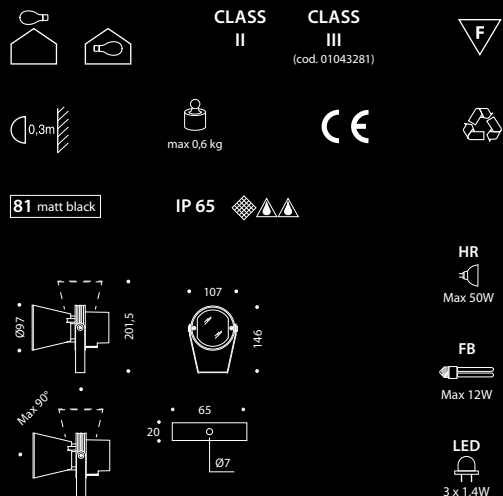 CLASS
II
CLASS
III
(cod. 01043281)
F
0,3m
max 0,6 kg
CE
81 matt black
IP 65
HR
Max 50W
107
Ø97
201,5
146
FB
Max 12W
Max 90°
65
20
Ø7
LED
3 x 1.4W